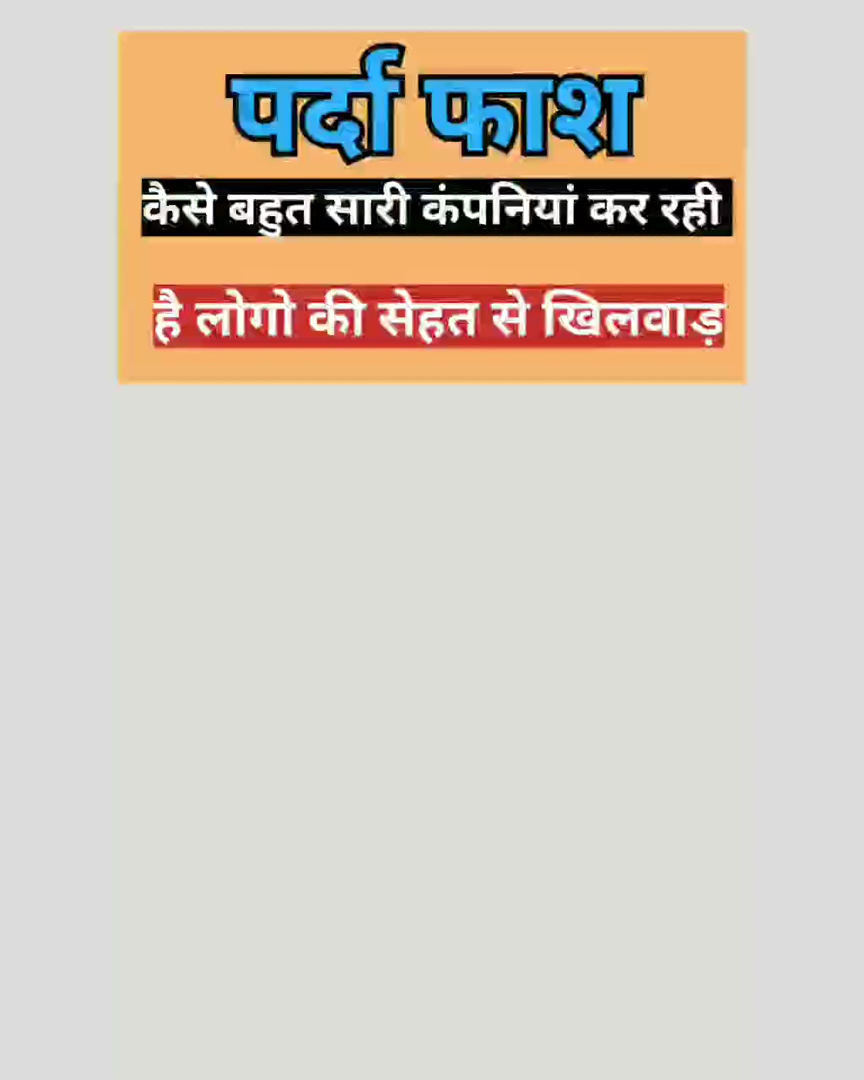 पर्दा फाश
कैसे बहुत सारी कंपनियां कर रही
है लोगो की सेहत से खिलवाड़